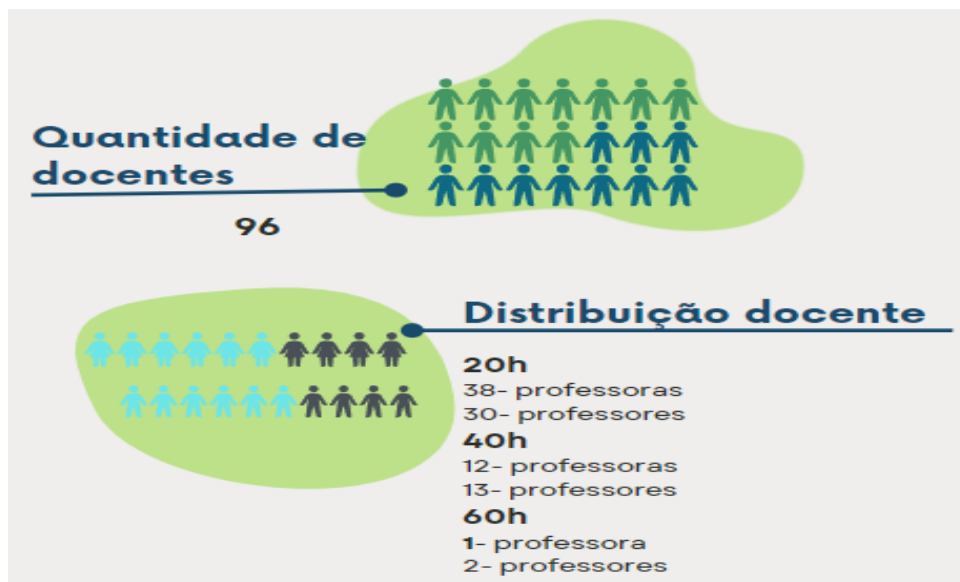 Quantidade de
docentes
96
Distribuição docente
20h
38- professoras
30- professores
40h
12- professoras
13- professores
60h
1- professora
2- professores